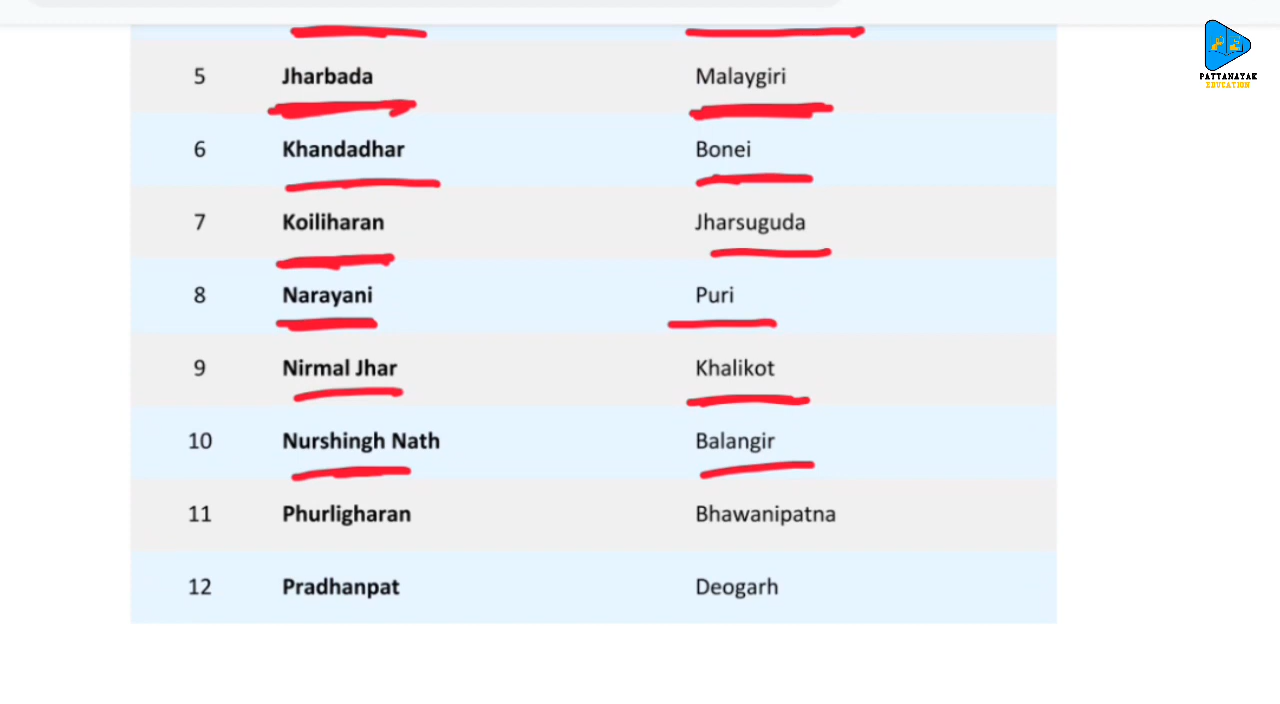 PATTANAYAK
EDUCATION
5 Jharbada Malaygiri
6 Khandadhar Bonei
7 Koiliharan Jharsuguda
8 Narayani Puri
9 Nirmal Jhar Khalikot
10 Nurshingh Nath Balangir
11 Phurligharan Bhawanipatna
12 Pradhanpat Deogarh